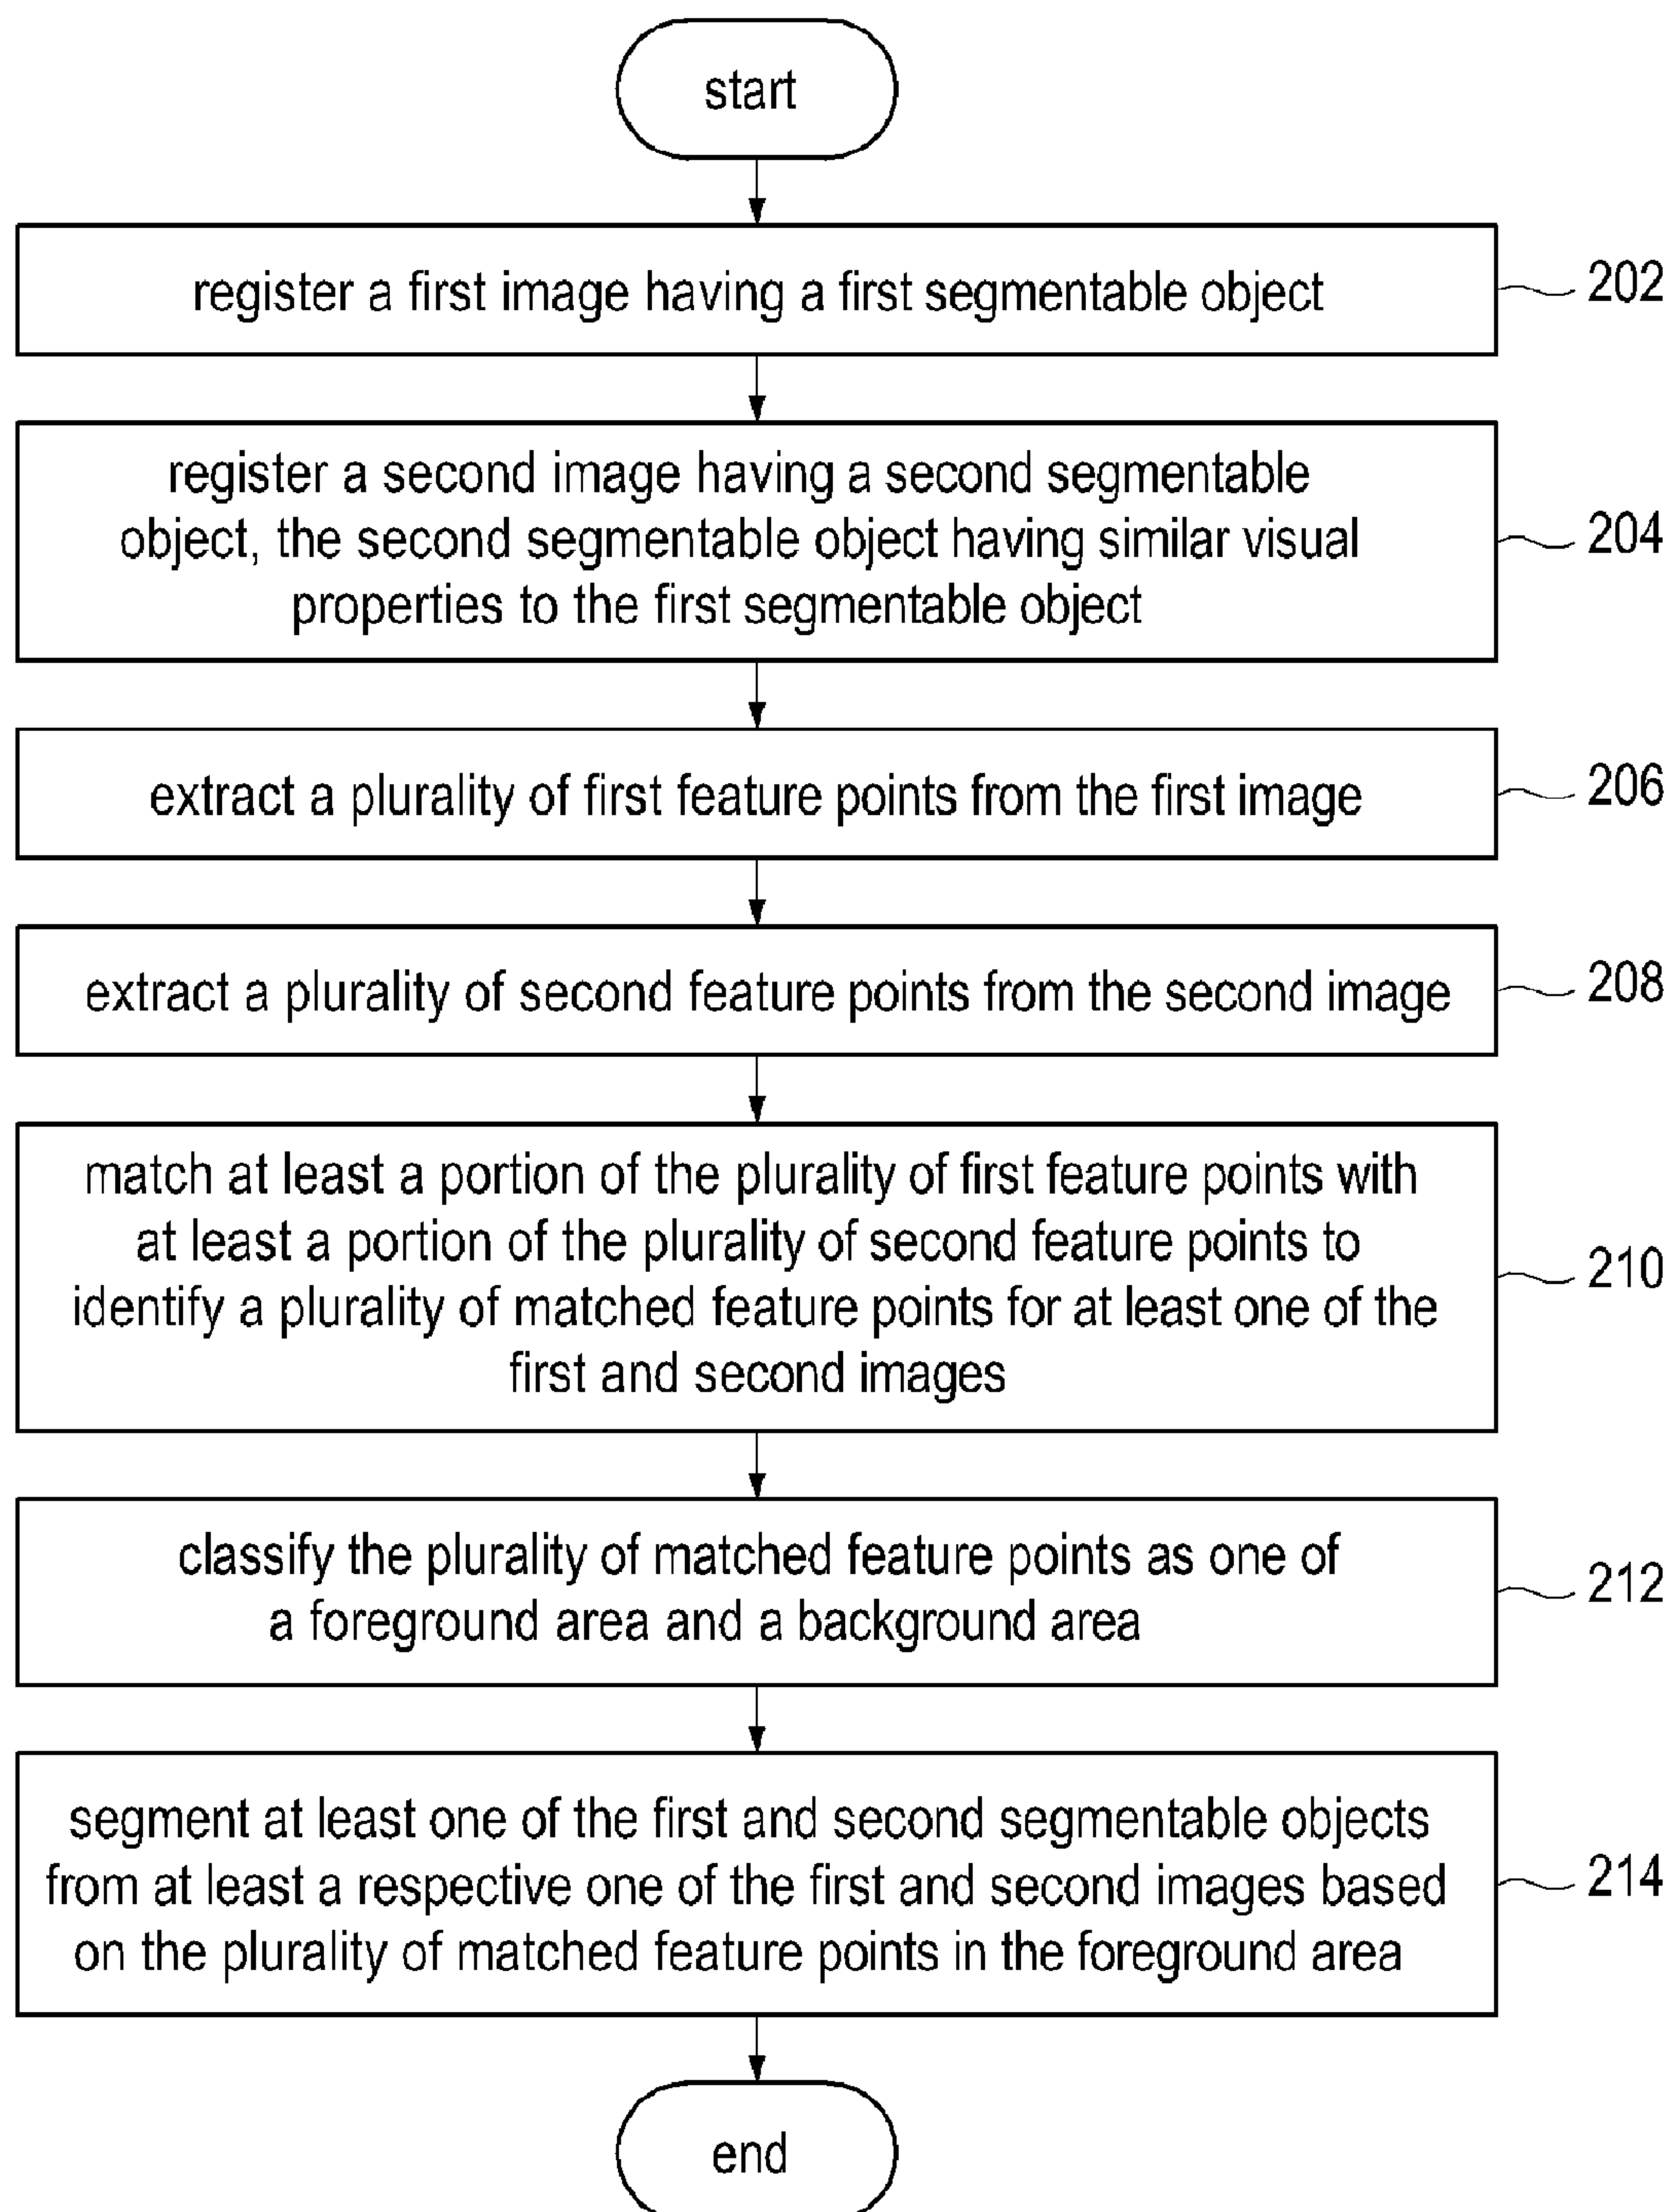 start
register a first image having a first segmentable object
202
register a second image having a second segmentable
object, the second segmentable object having similar visual
properties to the first segmentable object
204
extract a plurality of first feature points from the first image
206
extract a plurality of second feature points from the second image
208
match at least a portion of the plurality of first feature points with
at least a portion of the plurality of second feature points to
identify a plurality of matched feature points for at least one of the
first and second images
210
classify the plurality of matched feature points as one of
a foreground area and a background area
212
segment at least one of the first and second segmentable objects
from at least a respective one of the first and second images based
on the plurality of matched feature points in the foreground area
214
end